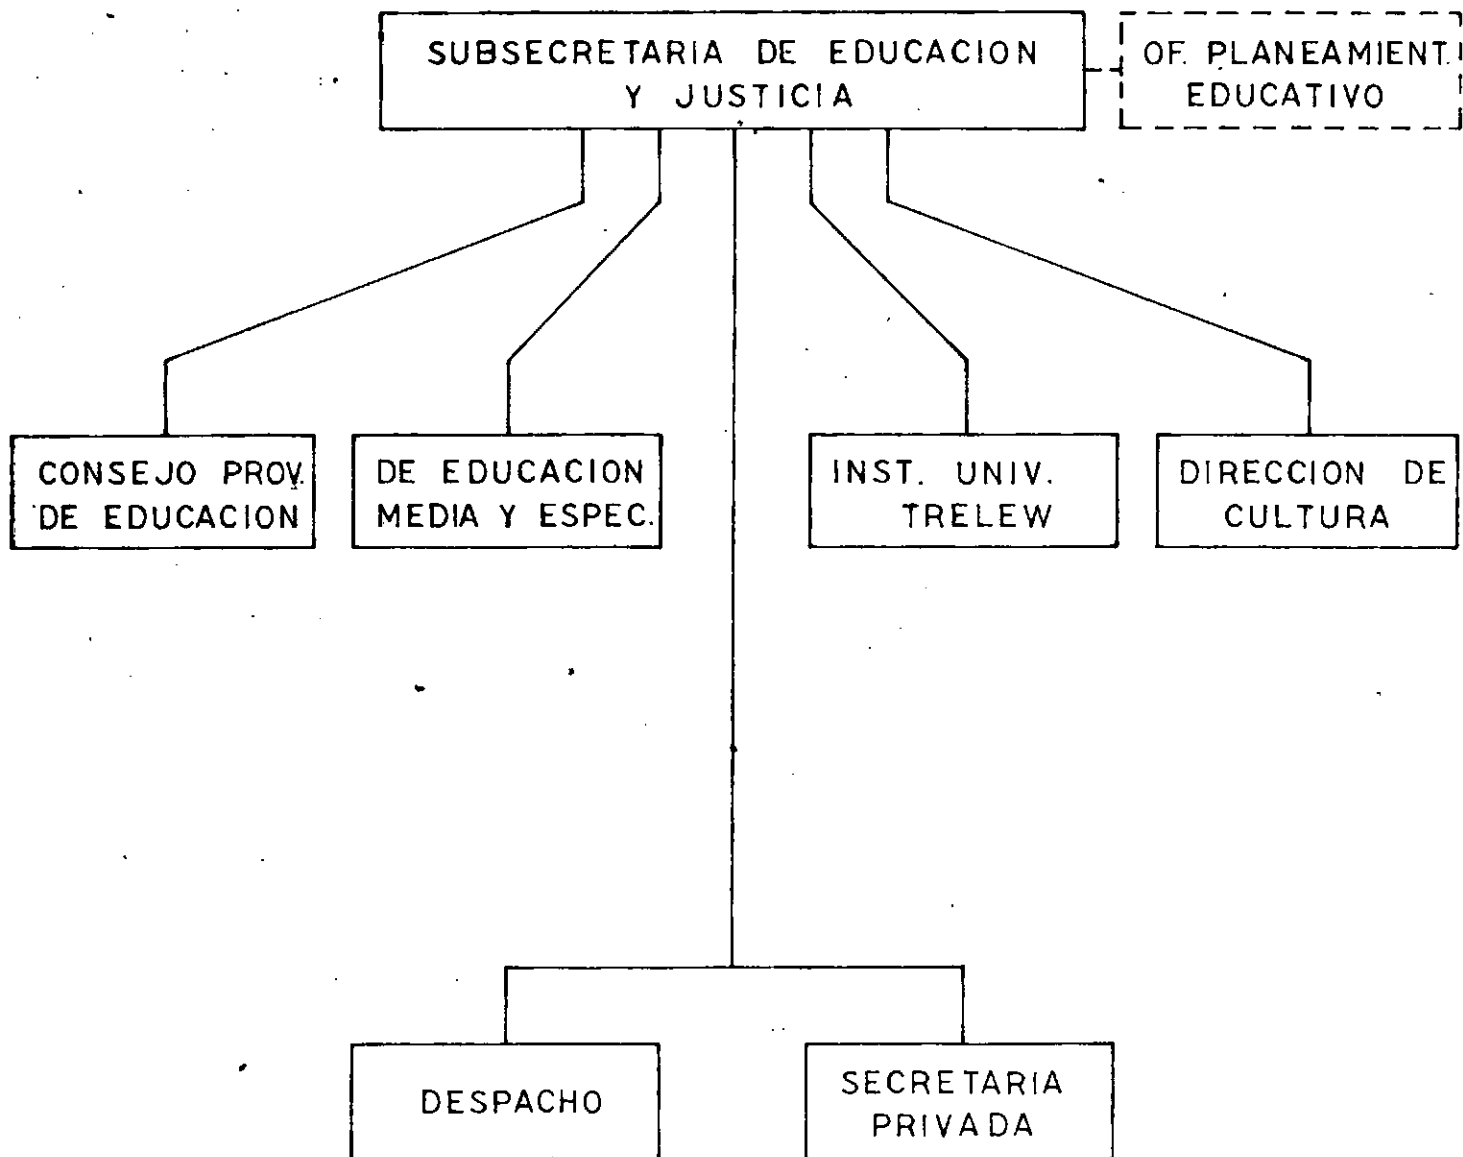 SUBSECRETARIA DE EDUCACION
Y JUSTICIA
OF. PLANEAMIENT.
EDUCATIVO
CONSEJO PROV.
DE EDUCACION
DE EDUCACION
MEDIA Y ESPEC.
INST. UNIV.
TRELEW
DIRECCION DE
CULTURA
DESPACHO
SECRETARIA
PRIVADA